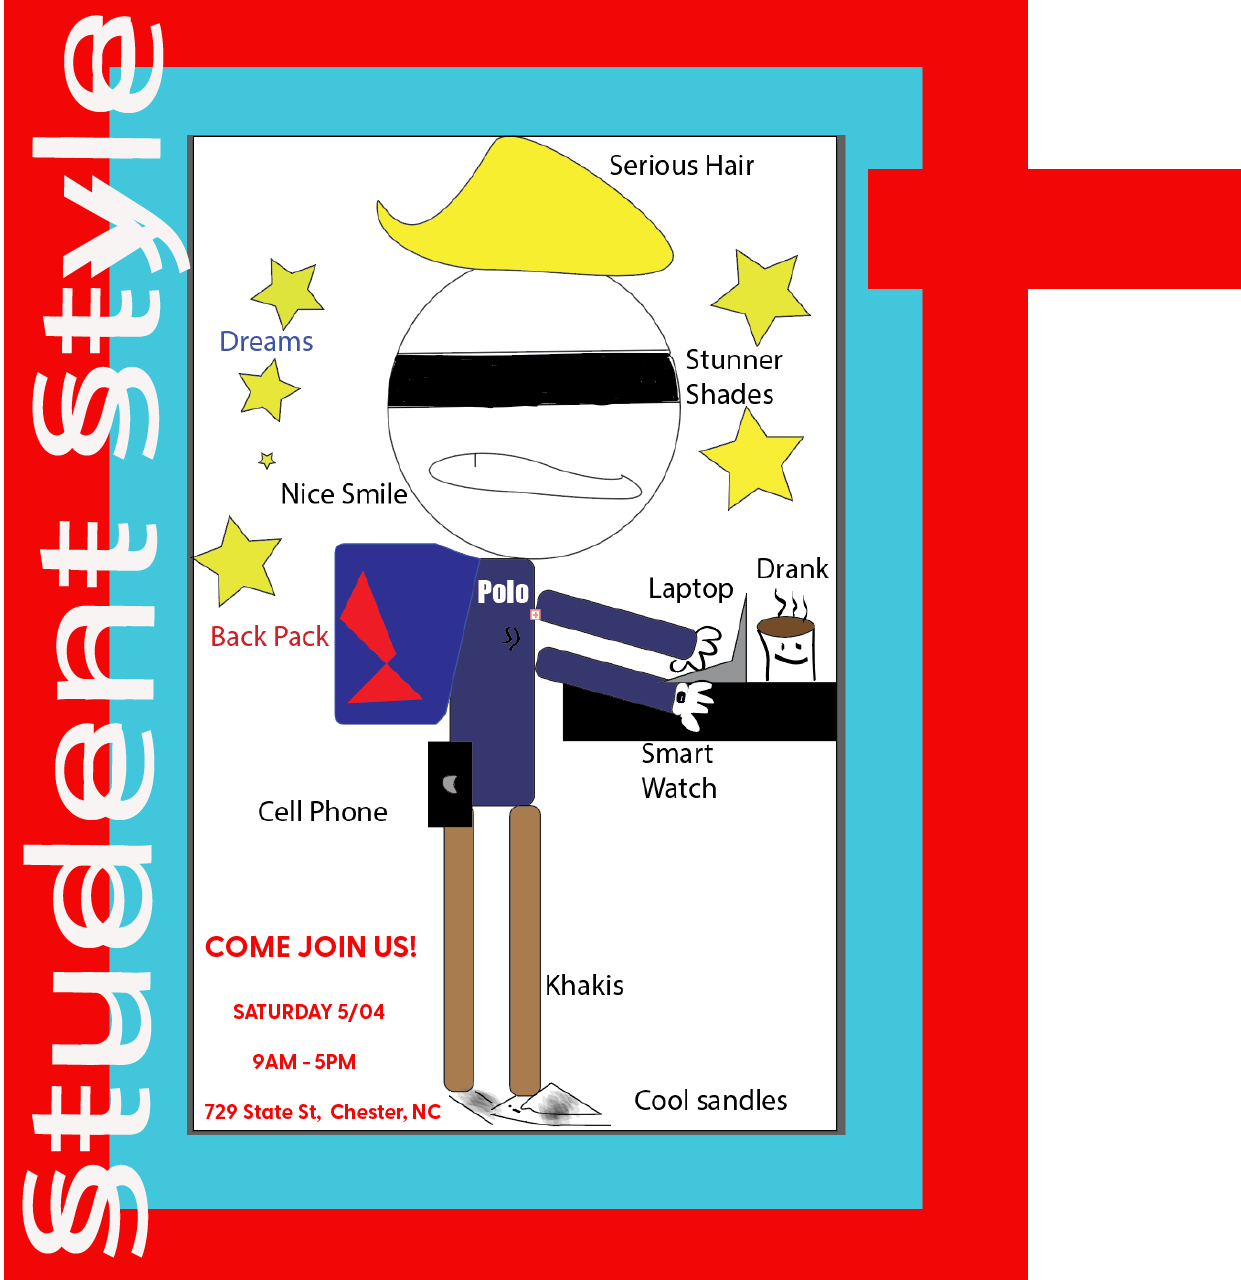 Student Style
Serious Hair
Dreams
Stunner
Shades
Nice Smile
Drank
Laptop
Polo
Back Pack
Smart
Watch
Cell Phone
COME JOIN US!
Khakis
SATURDAY 5/04
9AM - 5PM
Cool sandles
729 State St,  Chester, NC